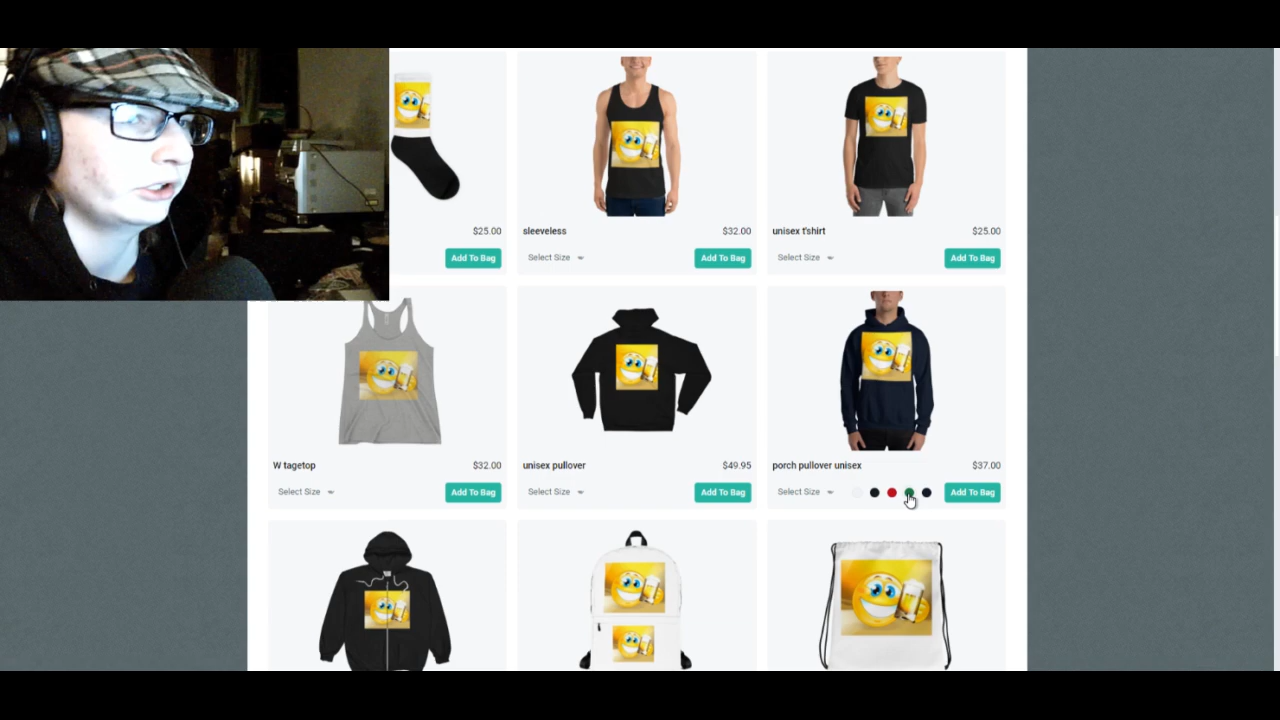 $25.00
Add To Bag
sleeveless $32.00
Select Size Add To Bag
unisex t'shirt $25.00
Select Size Add To Bag
W tagetop $32.00
Select Size Add To Bag
unisex pullover $49.95
Select Size Add To Bag
porch pullover unisex $37.00
Select Size Add To Bag